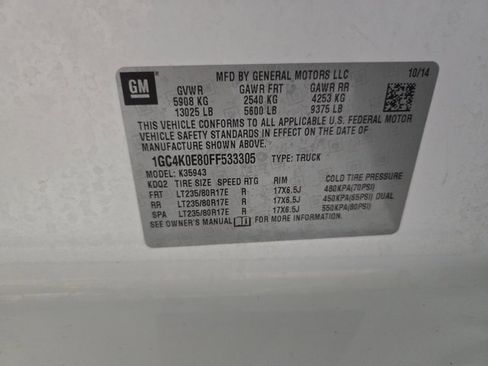 GM
MFD BY GENERAL MOTORS LLC 10/14
GVWR GAWR FRT GAWR RR
5908 KG 2540 KG 4253 KG
13025 LB 5600 LB 9375 LB
THIS VEHICLE CONFORMS TO ALL APPLICABLE U.S. FEDERAL MOTOR
VEHICLE SAFETY STANDARDS IN EFFECT ON THE DATE OF
MANUFACTURE SHOWN ABOVE.
1GC4K0E80FF533305 TYPE: TRUCK
MODEL: K35943
KDQ2 TIRE SIZE SPEED RTG RIM COLD TIRE PRESSURE
FRT LT235/80R17E R 17X6.5J 480KPA(70PSI)
RR LT235/80R17E R 17X6.5J 450KPA(65PSI) DUAL
SPA LT235/80R17E R 17X6.5J 550KPA(80PSI)
SEE OWNER'S MANUAL FOR MORE INFORMATION.